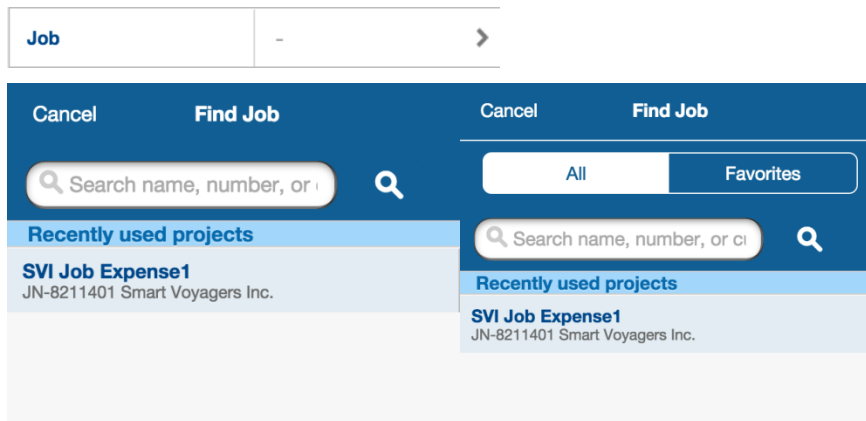 Job -
Cancel Find Job
Search name, number, or
Recently used projects
SVI Job Expense1
JN-8211401 Smart Voyagers Inc.
Cancel Find Job
All Favorites
Search name, number, or
Recently used projects
SVI Job Expense1
JN-8211401 Smart Voyagers Inc.